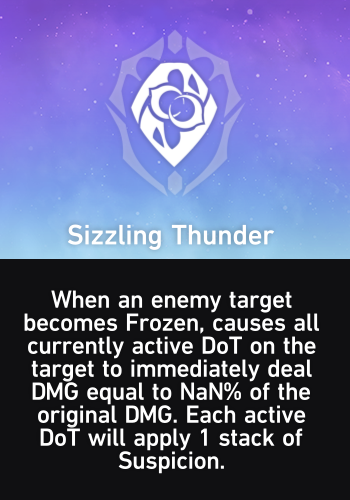 Sizzling Thunder
When an enemy target
becomes Frozen, causes all
currently active DoT on the
target to immediately deal
DMG equal to NaN% of the
original DMG. Each active
DoT will apply 1 stack of
Suspicion.